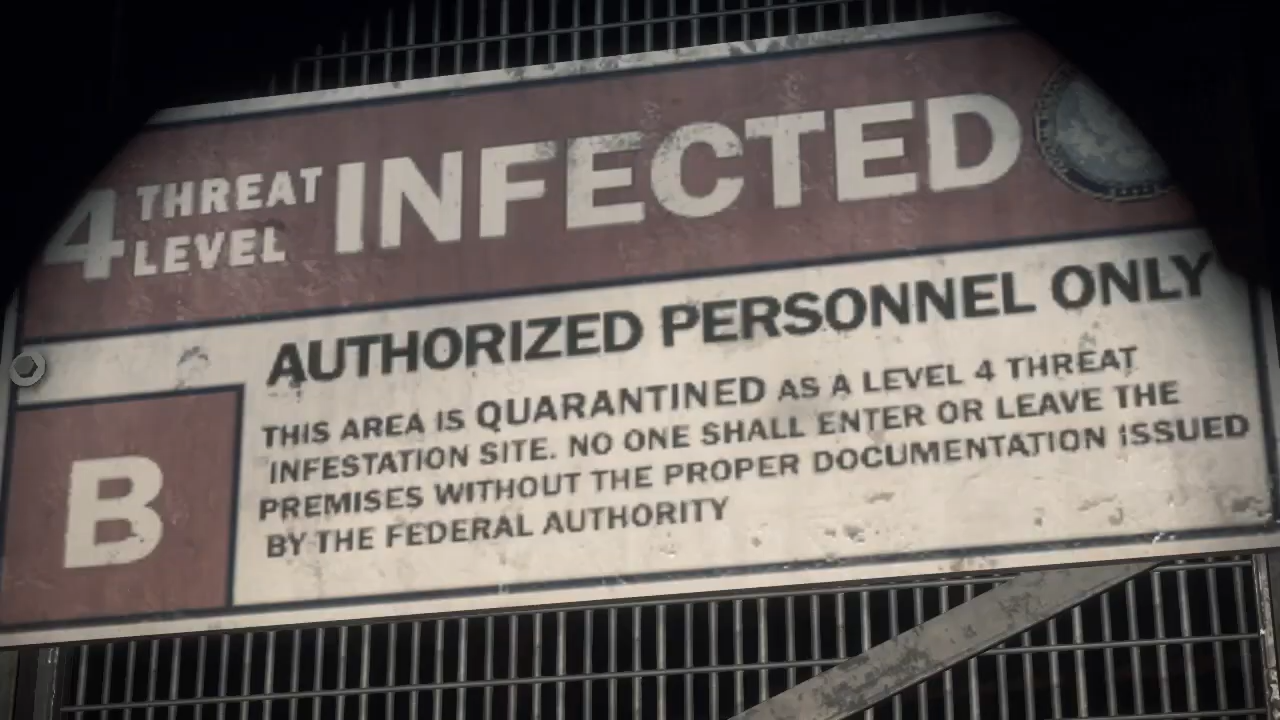 4 THREAT LEVEL INFECTED
AUTHORIZED PERSONNEL ONLY
B
THIS AREA IS QUARANTINED AS A LEVEL 4 THREAT
INFESTATION SITE. NO ONE SHALL ENTER OR LEAVE THE
PREMISES WITHOUT THE PROPER DOCUMENTATION ISSUED
BY THE FEDERAL AUTHORITY